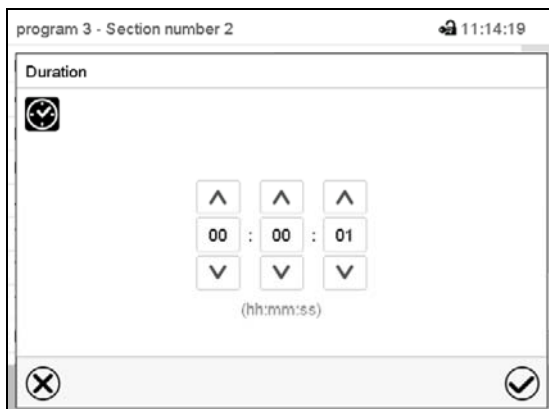 program 3 - Section number 2 11:14:19
Duration
00 : 00 : 01
(hh:mm:ss)